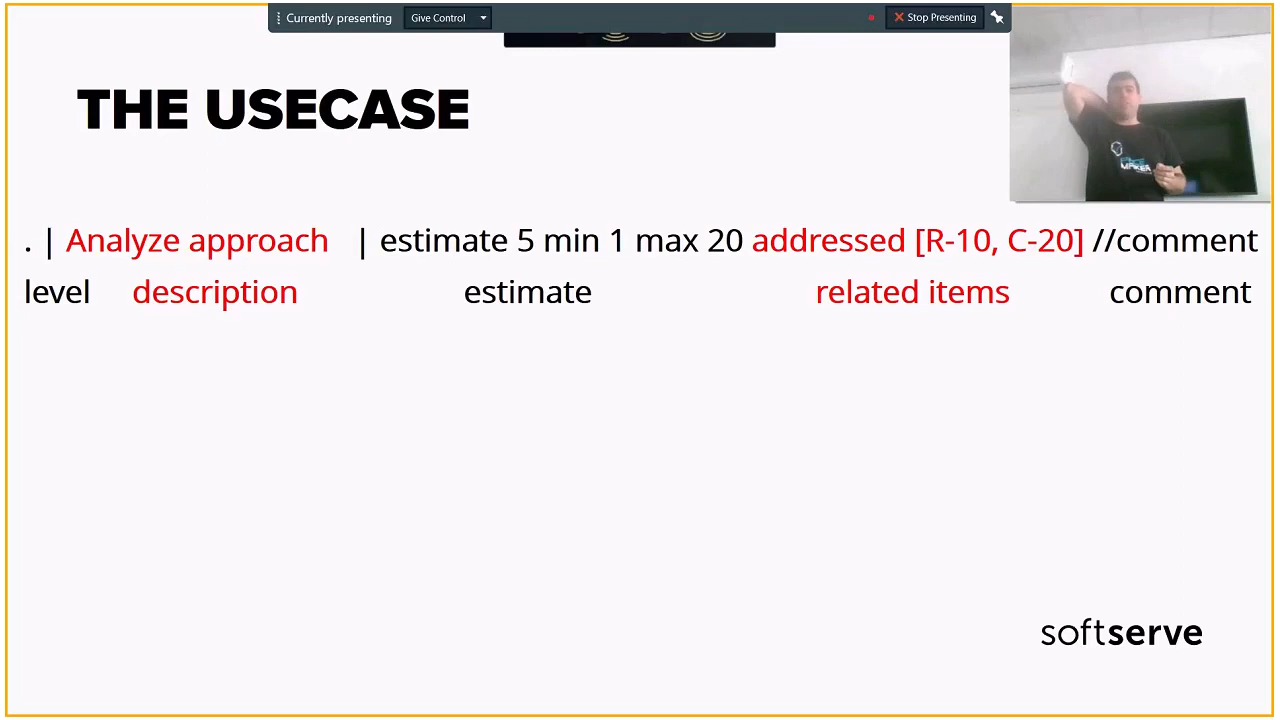 Currently presenting
Give Control
Stop Presenting
THE USECASE
. | Analyze approach | estimate 5 min 1 max 20 addressed [R-10, C-20] //comment
level description estimate related items comment
softserve